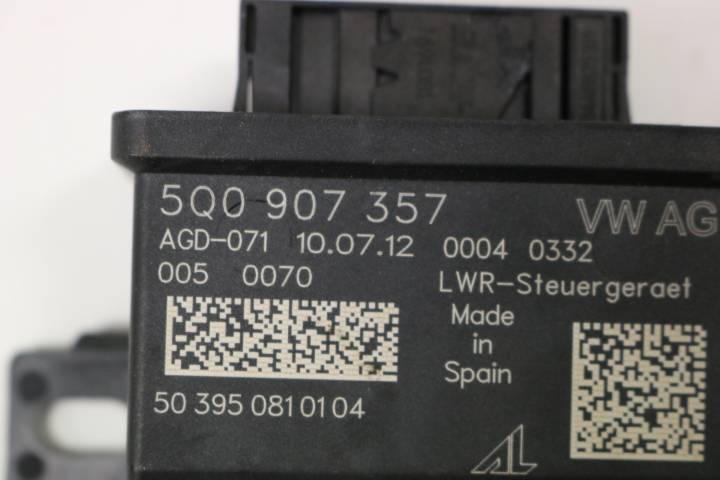 5Q0 907 357
VW AG
AGD-071 10.07.12 0004 0332
005 0070
LWR-Steuergeraet
Made
in
Spain
50 395 081 01 04
AL